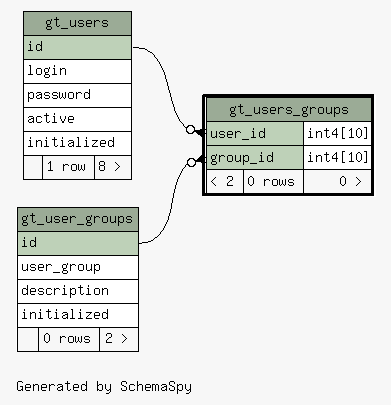 gt_users
id
login
password
active
initialized
1 row 8 >
gt_users_groups
user_id int4[10]
group_id int4[10]
< 2 0 rows 0 >
gt_user_groups
id
user_group
description
initialized
0 rows 2 >
Generated by SchemaSpy